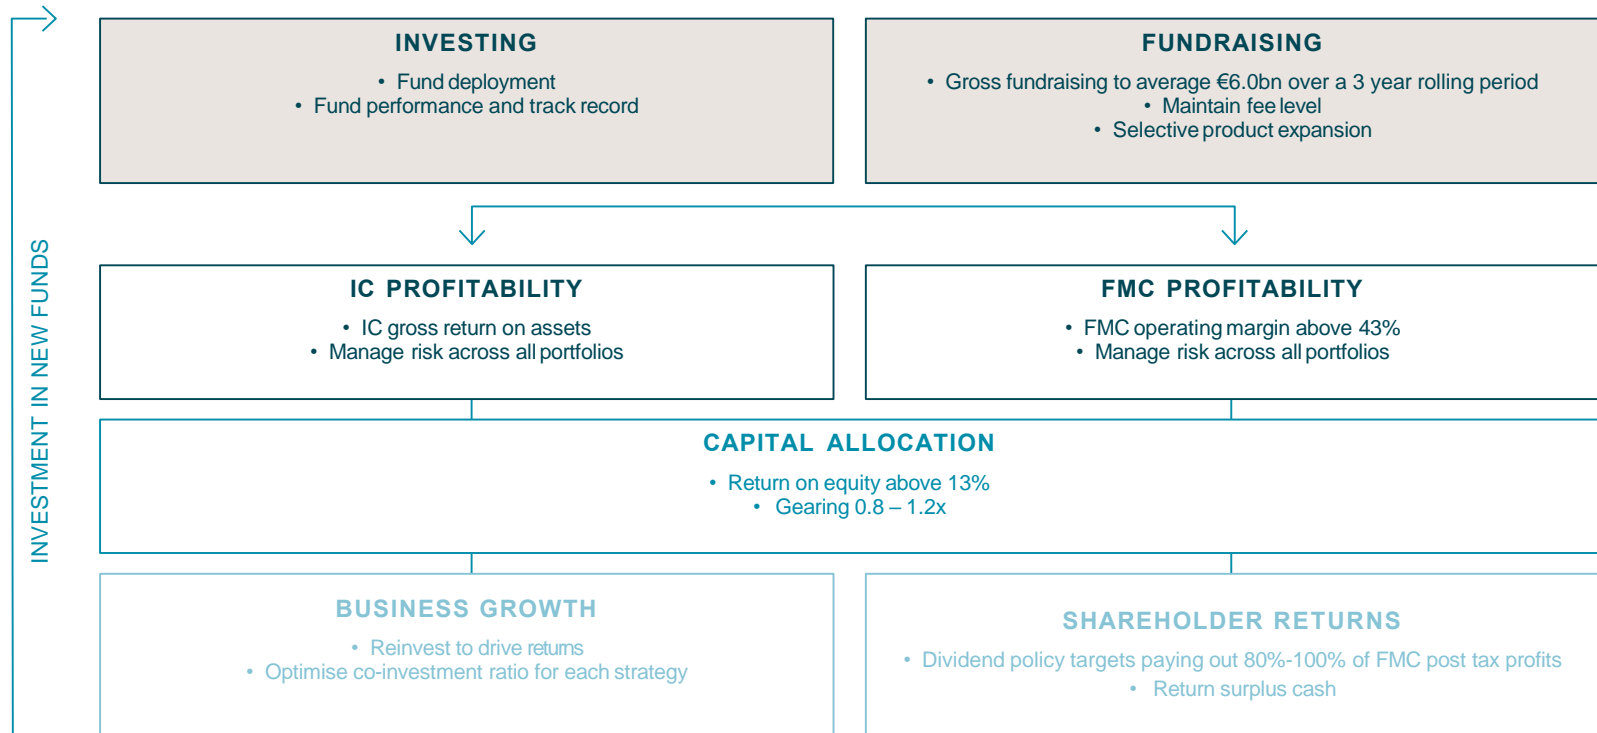 INVESTING
• Fund deployment
• Fund performance and track record
FUNDRAISING
• Gross fundraising to average €6.0bn over a 3 year rolling period
• Maintain fee level
• Selective product expansion
INVESTMENT IN NEW FUNDS
IC PROFITABILITY
• IC gross return on assets
• Manage risk across all portfolios
FMC PROFITABILITY
• FMC operating margin above 43%
• Manage risk across all portfolios
CAPITAL ALLOCATION
• Return on equity above 13%
• Gearing 0.8 – 1.2x
BUSINESS GROWTH
• Reinvest to drive returns
• Optimise co-investment ratio for each strategy
SHAREHOLDER RETURNS
• Dividend policy targets paying out 80%-100% of FMC post tax profits
• Return surplus cash